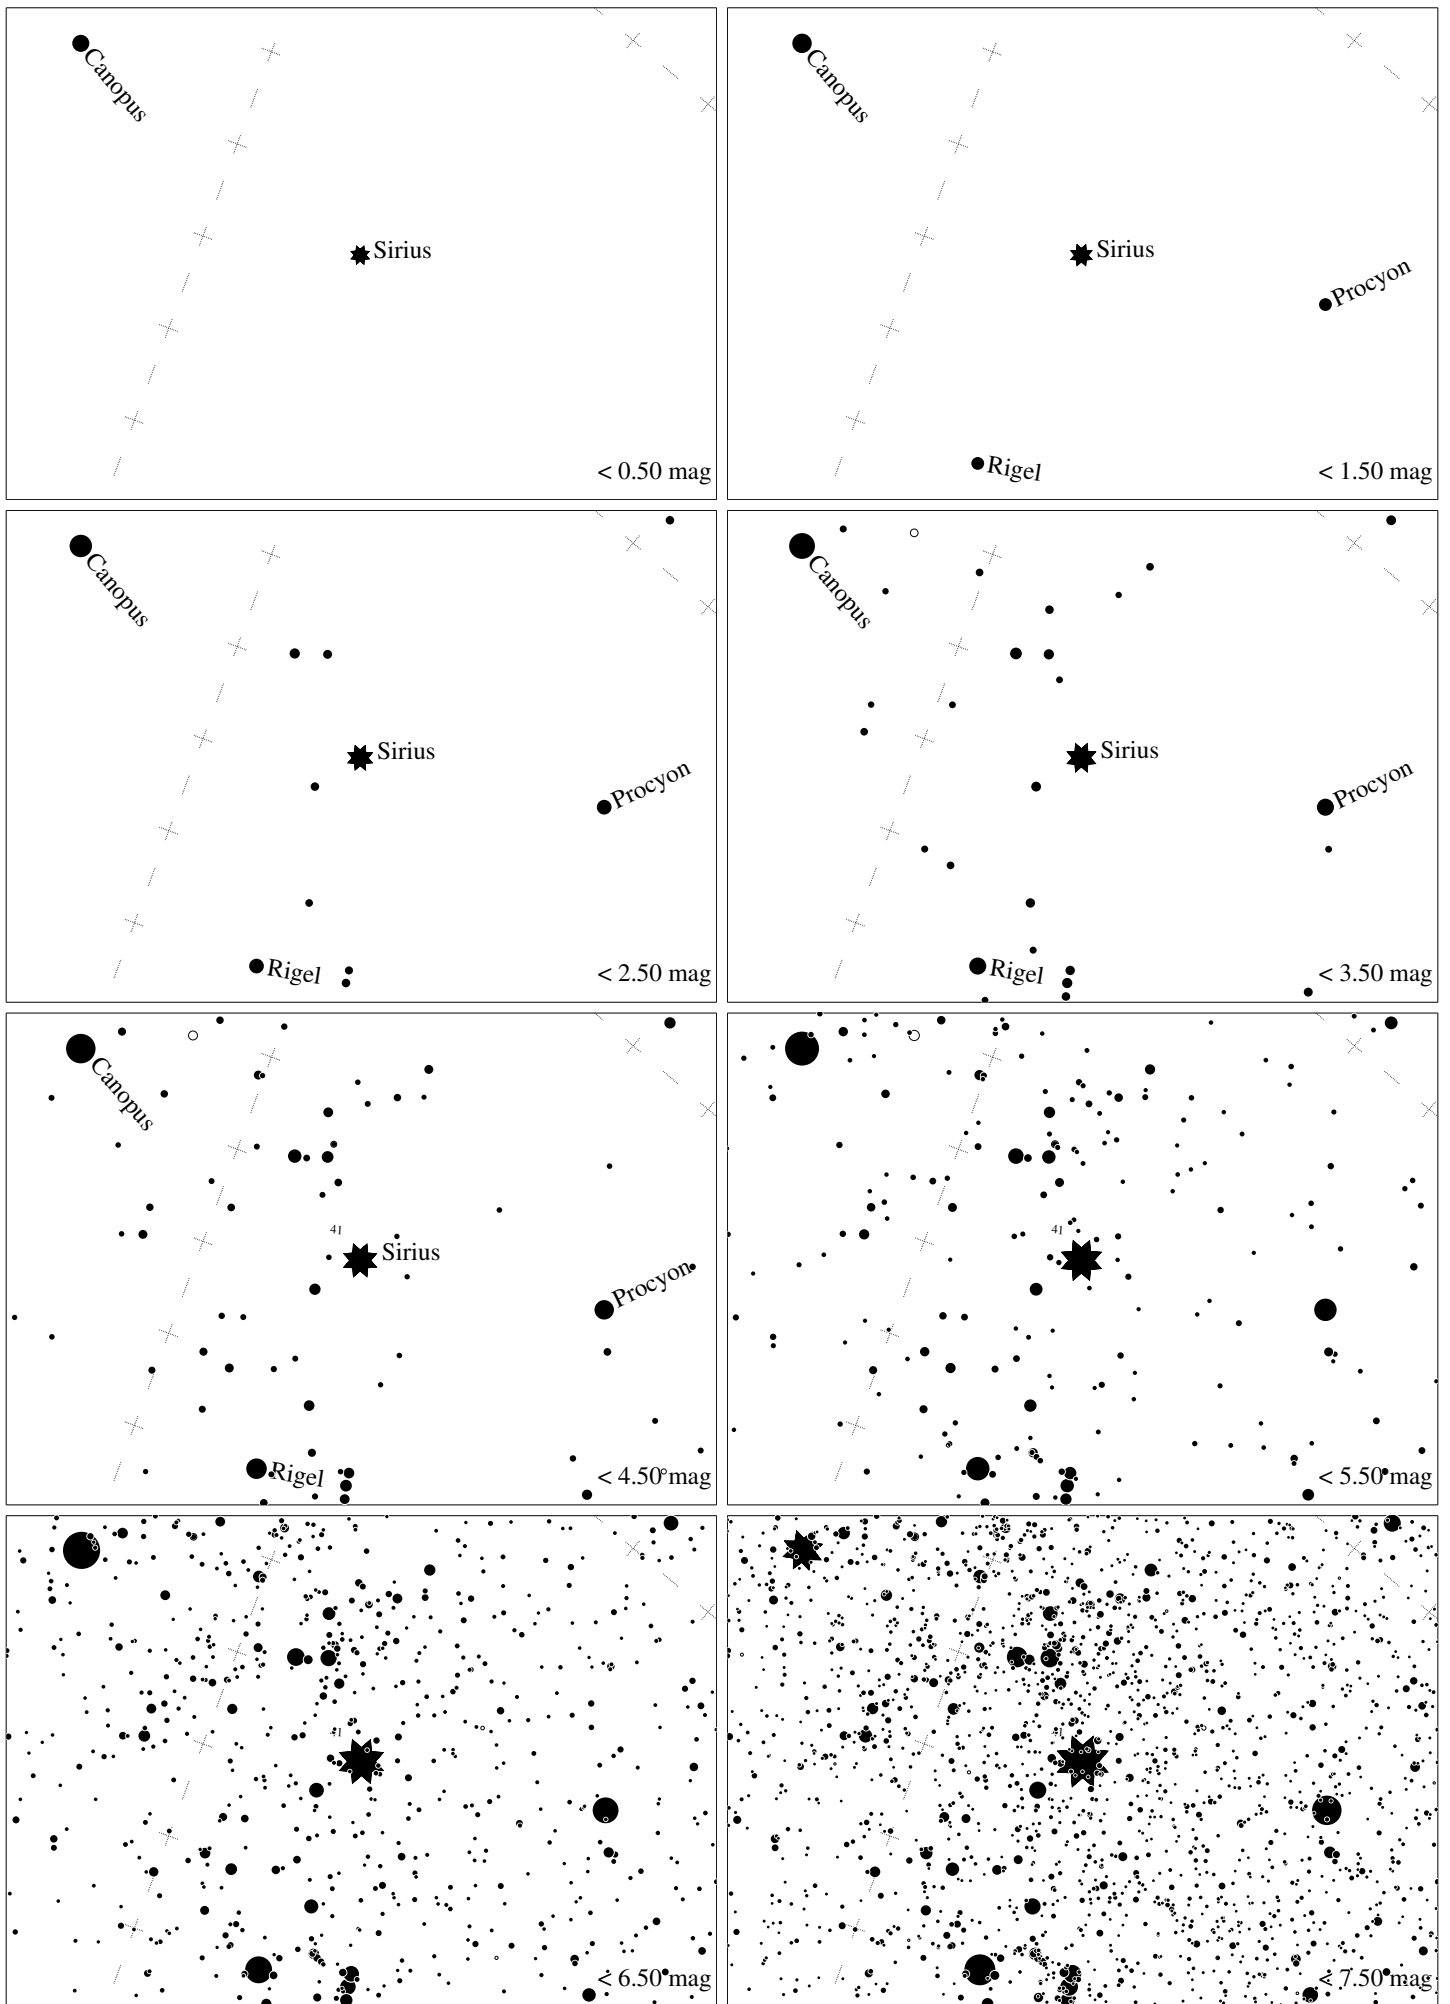 Canopus
Sirius
< 0.50 mag
Canopus
Sirius
Procyon
Rigel
< 1.50 mag
Canopus
Sirius
Procyon
Rigel
< 2.50 mag
Canopus
Sirius
Procyon
Rigel
< 3.50 mag
Canopus
41
Sirius
Procyon
Rigel
< 4.50 mag
41
< 5.50 mag
41
< 6.50 mag
41
< 7.50 mag